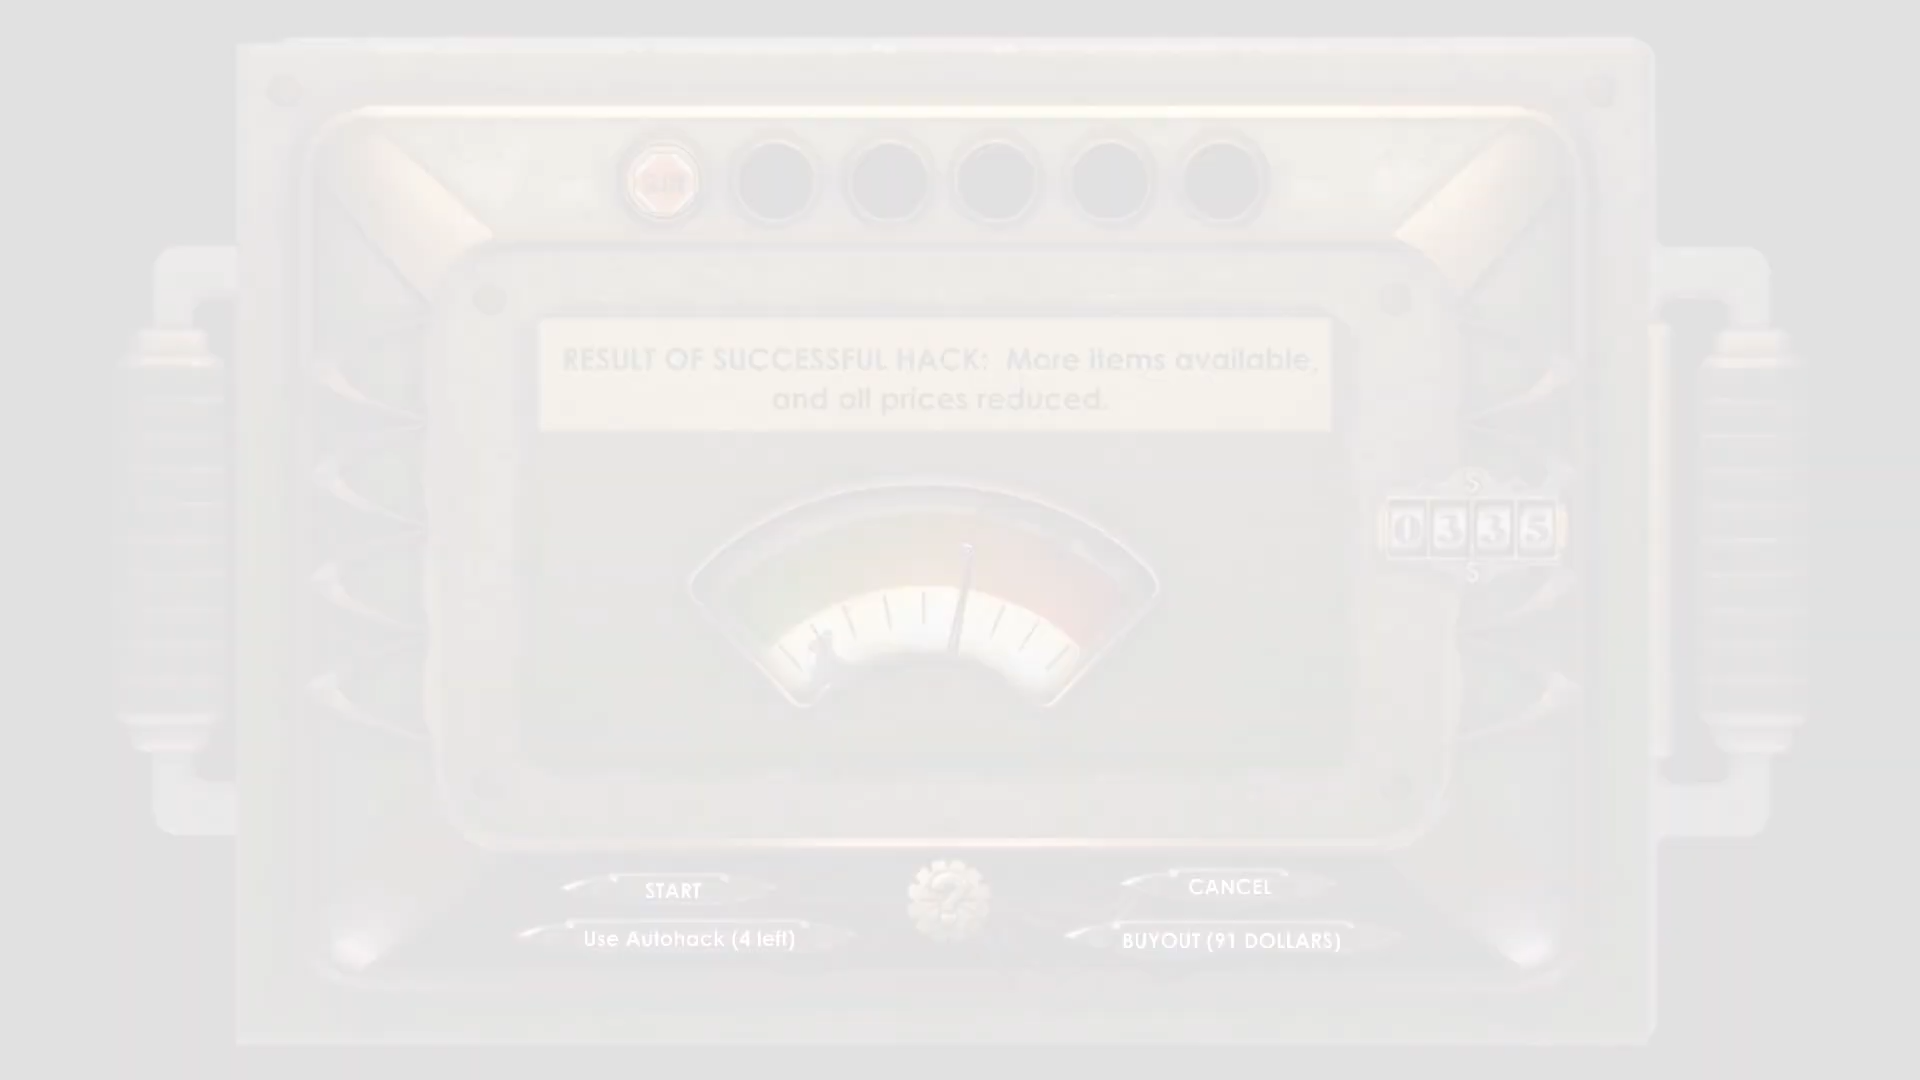 RESULT OF SUCCESSFUL HACK: More items available,
and all prices reduced.
$
0335
$
START
?
CANCEL
Use Autohack (4 left)
BUYOUT (91 DOLLARS)